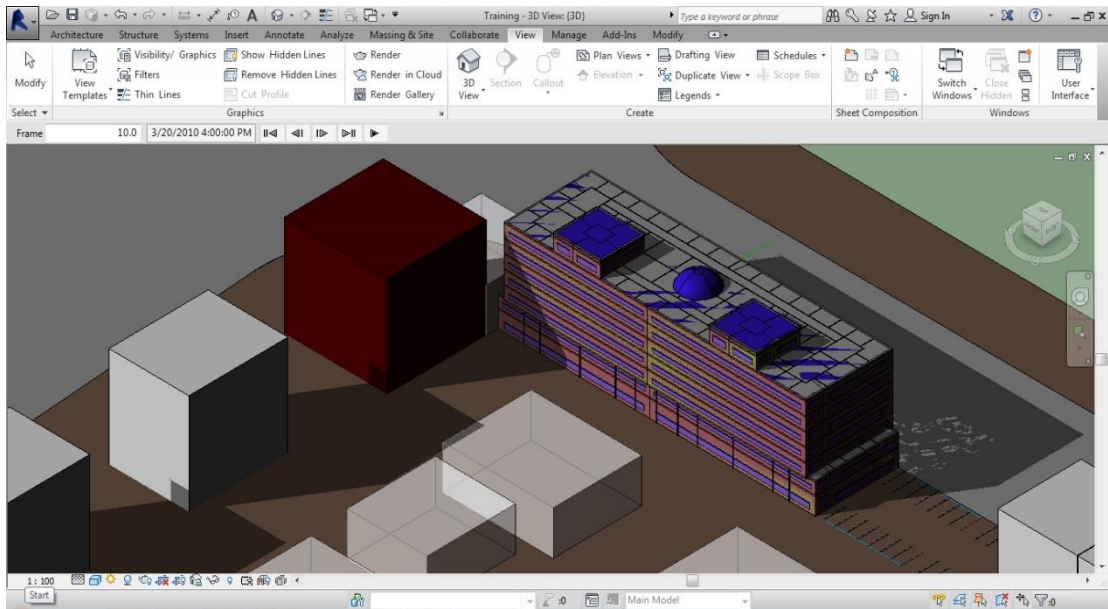 Training - 3D View: {3D}
Type a keyword or phrase
Sign In
Architecture Structure Systems Insert Annotate Analyze Massing & Site Collaborate View Manage Add-Ins Modify
Visibility/ Graphics Show Hidden Lines Render Plan Views Drafting View Schedules
Filters Remove Hidden Lines Render in Cloud Elevation Duplicate View Scope Box
Thin Lines Cut Profile Render Gallery Legends
Modify
View
Templates
3D
View
Section
Callout
Switch
Windows
Close
Hidden
User
Interface
Select Graphics Create Sheet Composition Windows
Frame 10.0 3/20/2010 4:00:00 PM
1 : 100
Start
:0
Main Model
:0